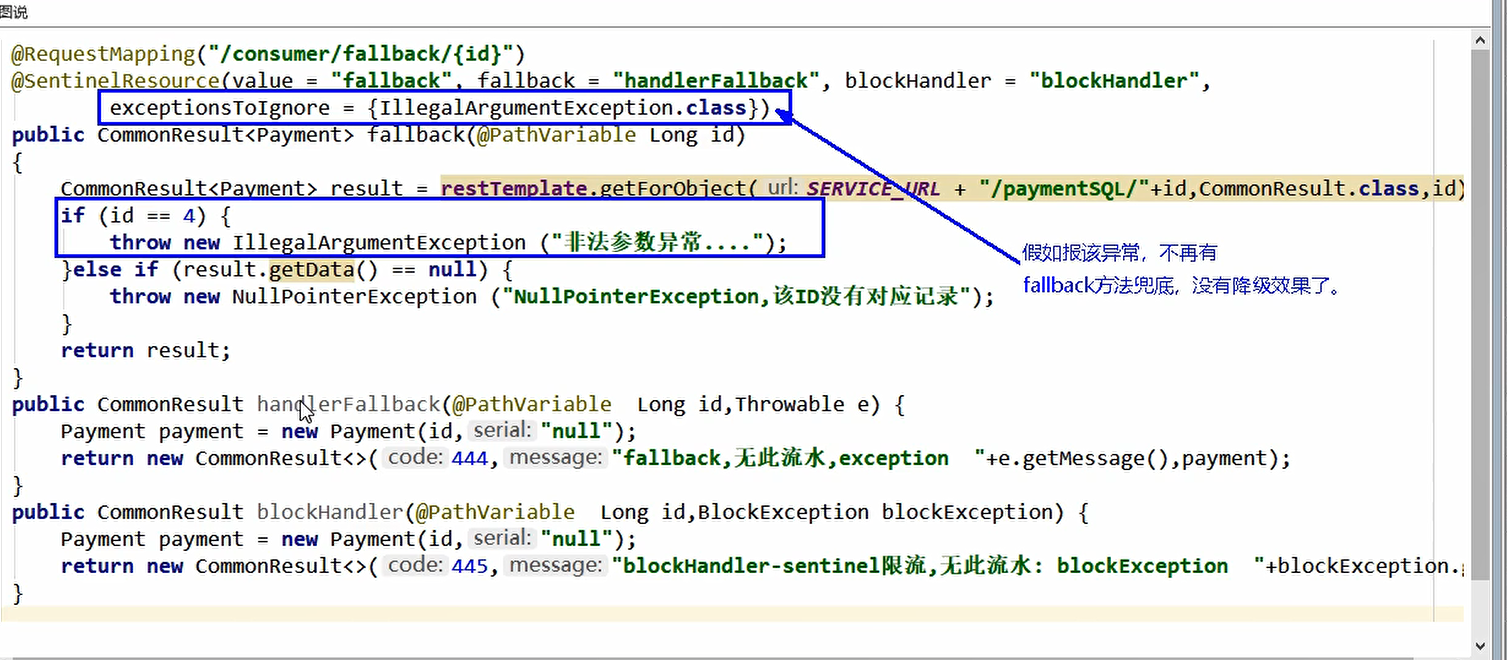 图说
@RequestMapping("/consumer/fallback/{id}")
@SentinelResource(value = "fallback", fallback = "handlerFallback", blockHandler = "blockHandler",
exceptionsToIgnore = {IllegalArgumentException.class})
public CommonResult<Payment> fallback(@PathVariable Long id)
{
CommonResult<Payment> result = restTemplate.getForObject( url: SERVICE_URL + "/paymentSQL/"+id,CommonResult.class,id)
if (id == 4) {
throw new IllegalArgumentException ("非法参数异常....");
}else if (result.getData() == null) {
throw new NullPointerException ("NullPointerException,该ID没有对应记录");
}
return result;
}
假如报该异常，不再有
fallback方法兜底，没有降级效果了。
public CommonResult handlerFallback(@PathVariable  Long id,Throwable e) {
Payment payment = new Payment(id, serial: "null");
return new CommonResult<>( code: 444, message: "fallback,无此流水,exception  "+e.getMessage(),payment);
}
public CommonResult blockHandler(@PathVariable  Long id,BlockException blockException) {
Payment payment = new Payment(id, serial: "null");
return new CommonResult<>( code: 445, message: "blockHandler-sentinel限流,无此流水: blockException  "+blockException.
}